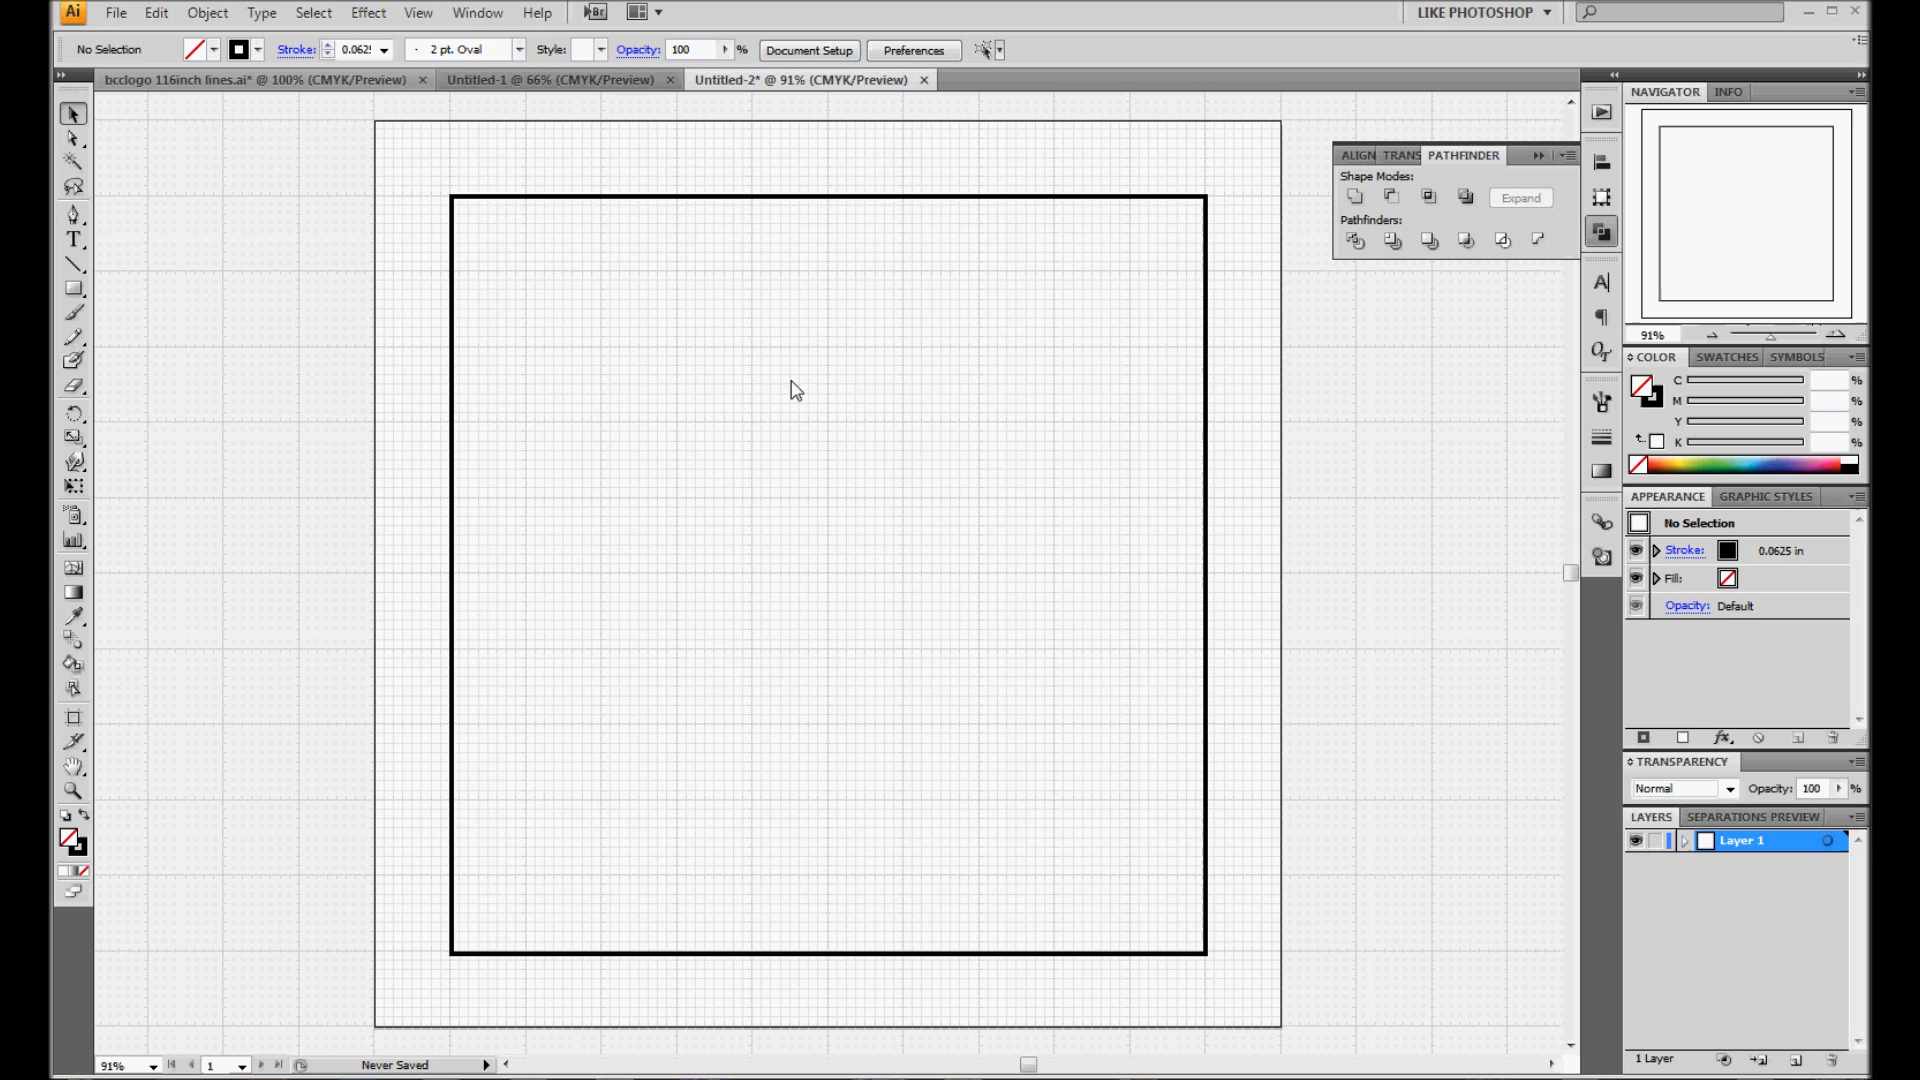 Ai File Edit Object Type Select Effect View Window Help Br LIKE PHOTOSHOP
No Selection Stroke: 0.0625 2 pt. Oval Style: Opacity: 100 % Document Setup Preferences
bcclogo 116inch lines.ai* @ 100% (CMYK/Preview) Untitled-1 @ 66% (CMYK/Preview) Untitled-2* @ 91% (CMYK/Preview)
NAVIGATOR INFO
ALIGN TRANS PATHFINDER
Shape Modes:
Expand
Pathfinders:
91%
COLOR SWATCHES SYMBOLS
C %
M %
Y %
K %
APPEARANCE GRAPHIC STYLES
No Selection
Stroke: 0.0625 in
Fill:
Opacity: Default
fx
TRANSPARENCY
Normal Opacity: 100 %
LAYERS SEPARATIONS PREVIEW
Layer 1
1 Layer
91% 1 Never Saved